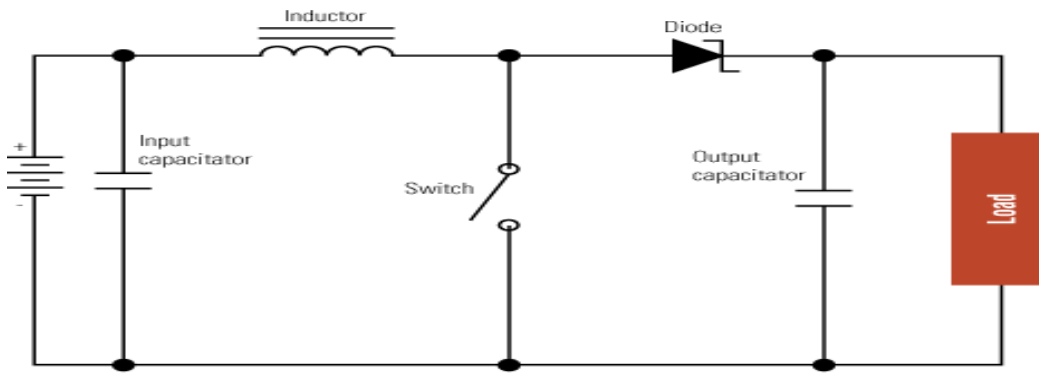 Inductor
Diode
+
Input
capacitator
Switch
Output
capacitator
Load
-